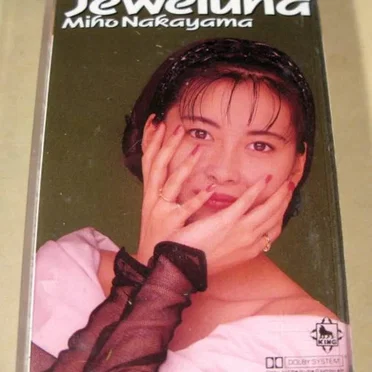 Jeweluna
Miho Nakayama
KING
DOLBY SYSTEM